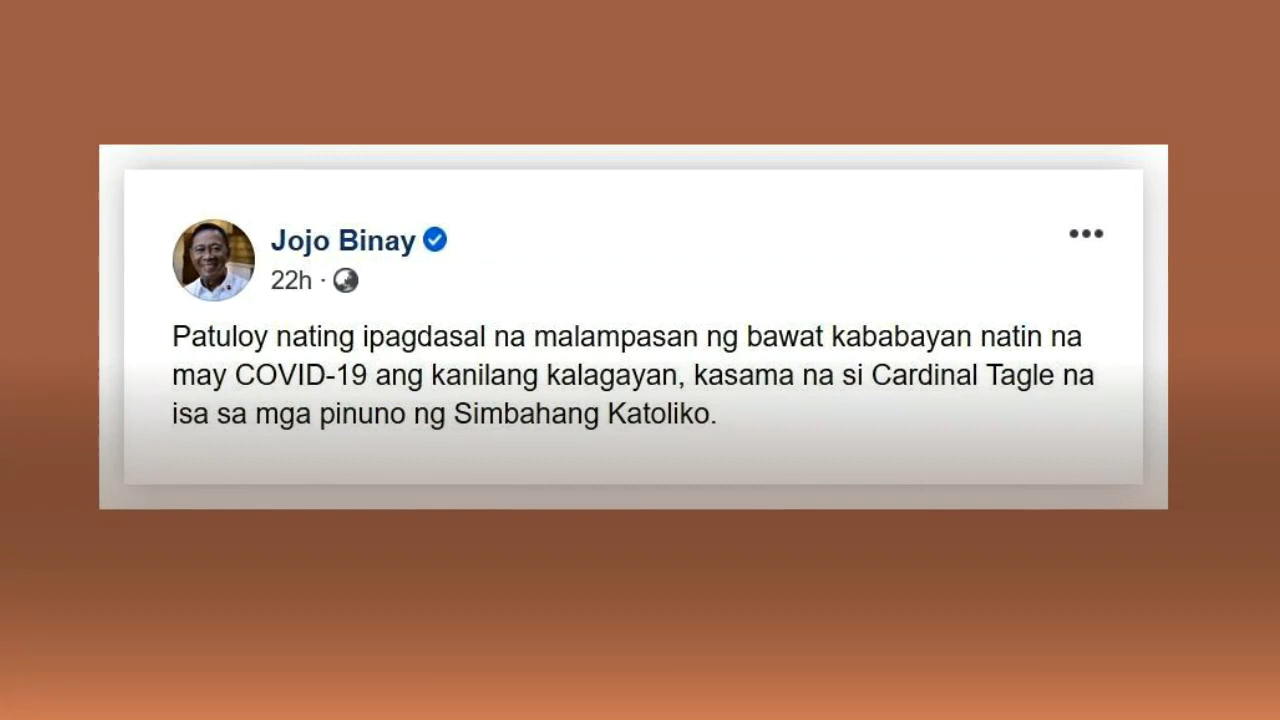 Jojo Binay
22h ·
Patuloy nating ipagdasal na malampasan ng bawat kababayan natin na
may COVID-19 ang kanilang kalagayan, kasama na si Cardinal Tagle na
isa sa mga pinuno ng Simbahang Katoliko.